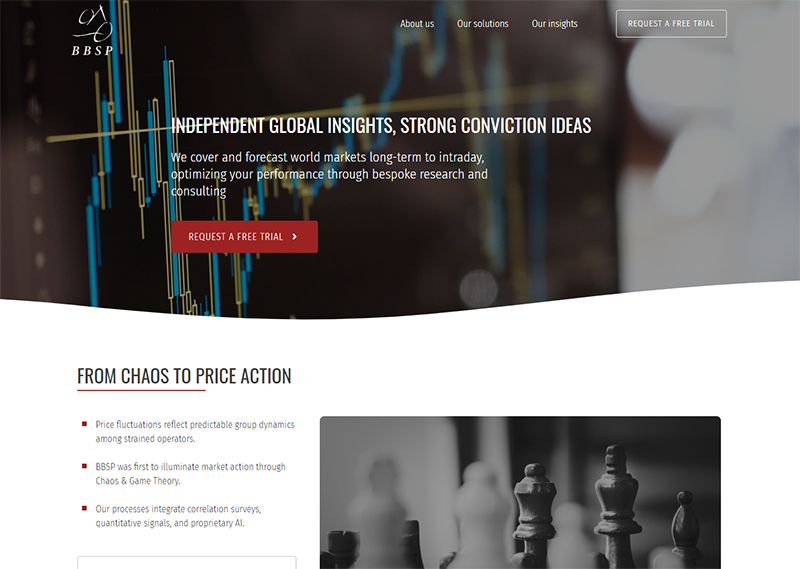 BBSP
About us
Our solutions
Our insights
REQUEST A FREE TRIAL
INDEPENDENT GLOBAL INSIGHTS, STRONG CONVICTION IDEAS
We cover and forecast world markets long-term to intraday,
optimizing your performance through bespoke research and
consulting
REQUEST A FREE TRIAL
FROM CHAOS TO PRICE ACTION
Price fluctuations reflect predictable group dynamics
among strained operators.
BBSP was first to illuminate market action through
Chaos & Game Theory.
Our processes integrate correlation surveys,
quantitative signals, and proprietary AI.